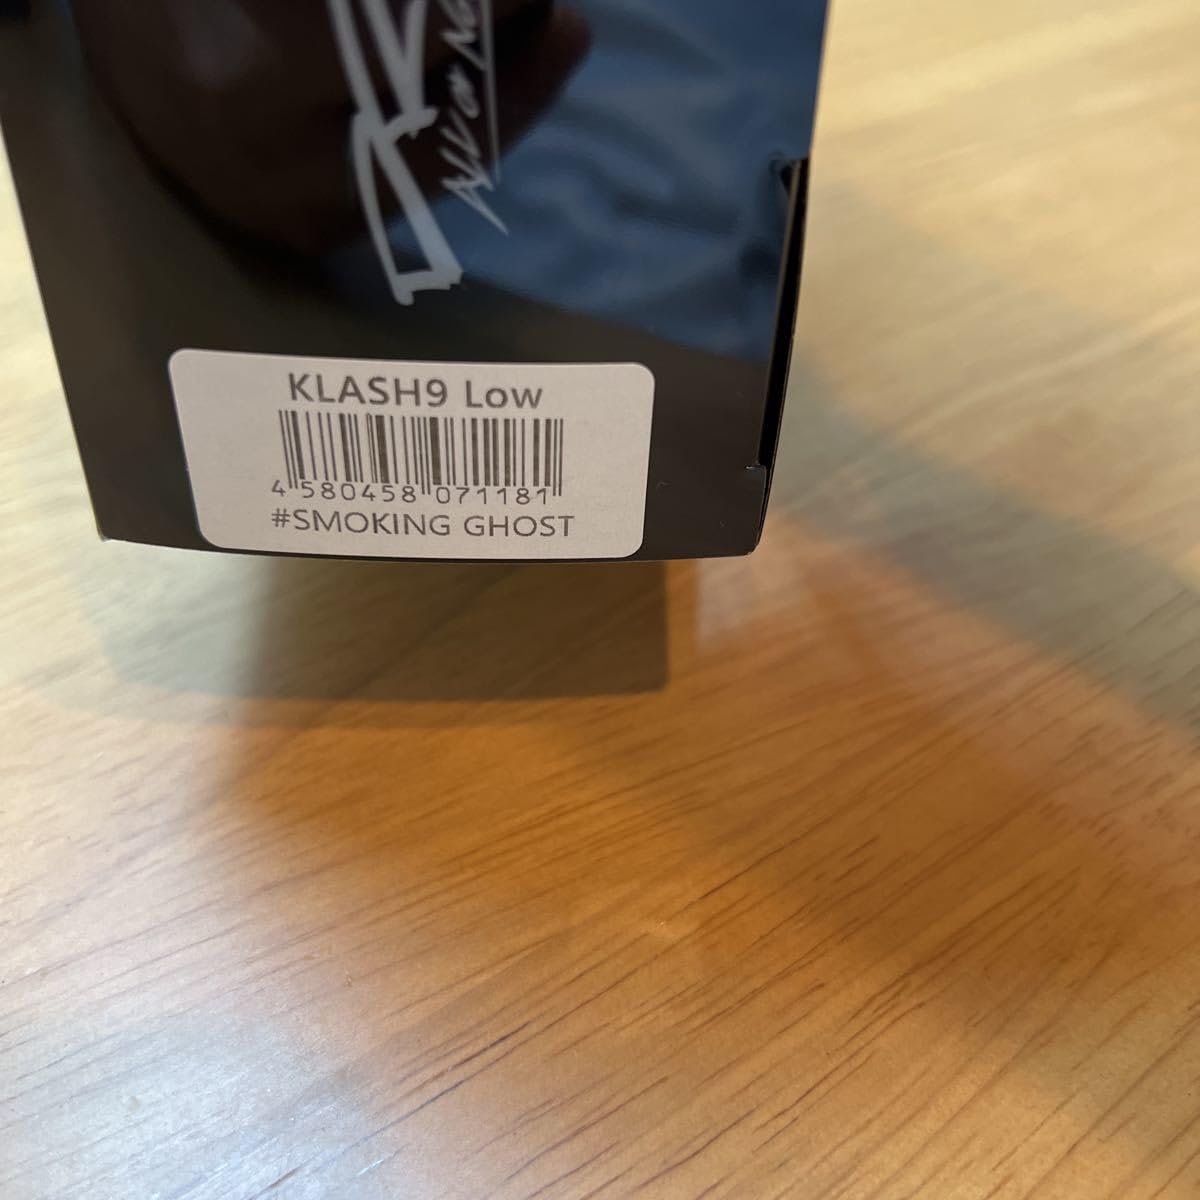 KLASH9 Low
4 580458 071181
#SMOKING GHOST